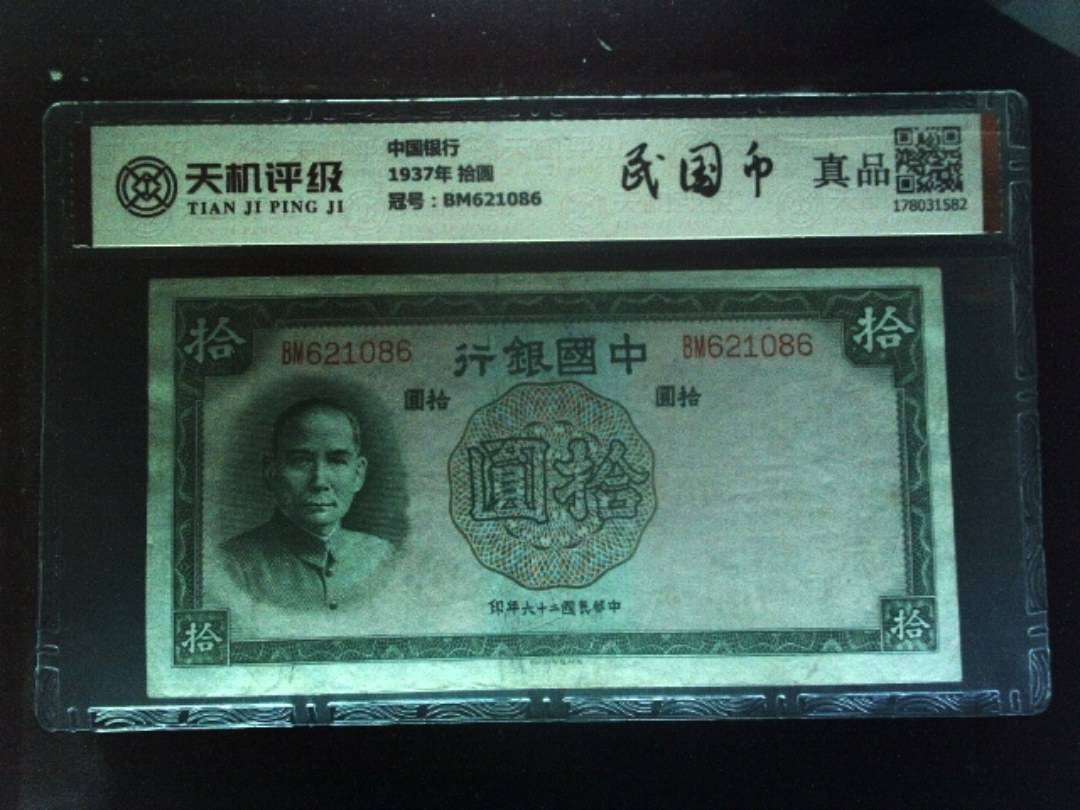 天机评级
TIAN JI PING JI
中国银行
1937年 拾圓
冠号：BM621086
民国币
真品
178031582
拾
拾
BM621086
行銀國中
BM621086
圓拾
圓拾
圓拾
印年六十二國民華中
拾
拾